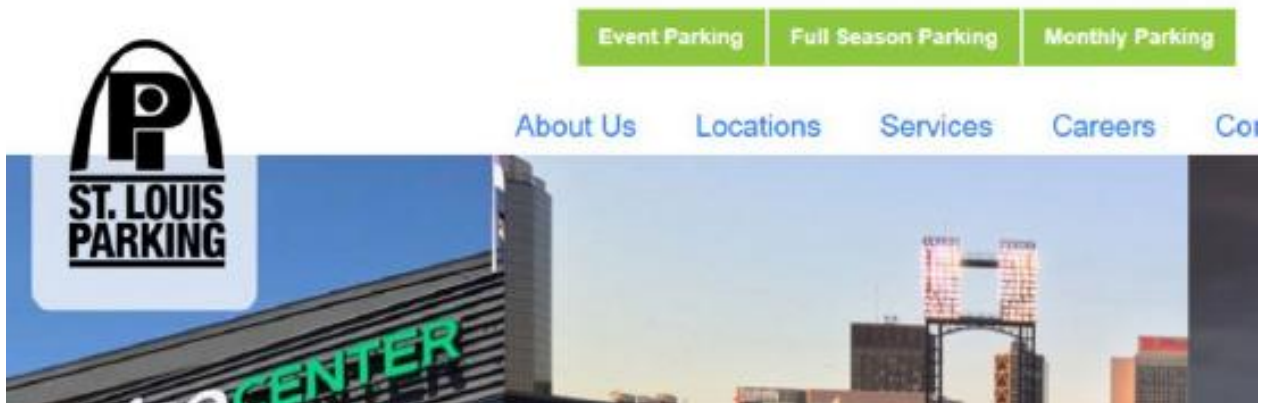 Event Parking
Full Season Parking
Monthly Parking
About Us
Locations
Services
Careers
ST. LOUIS
PARKING
CENTER